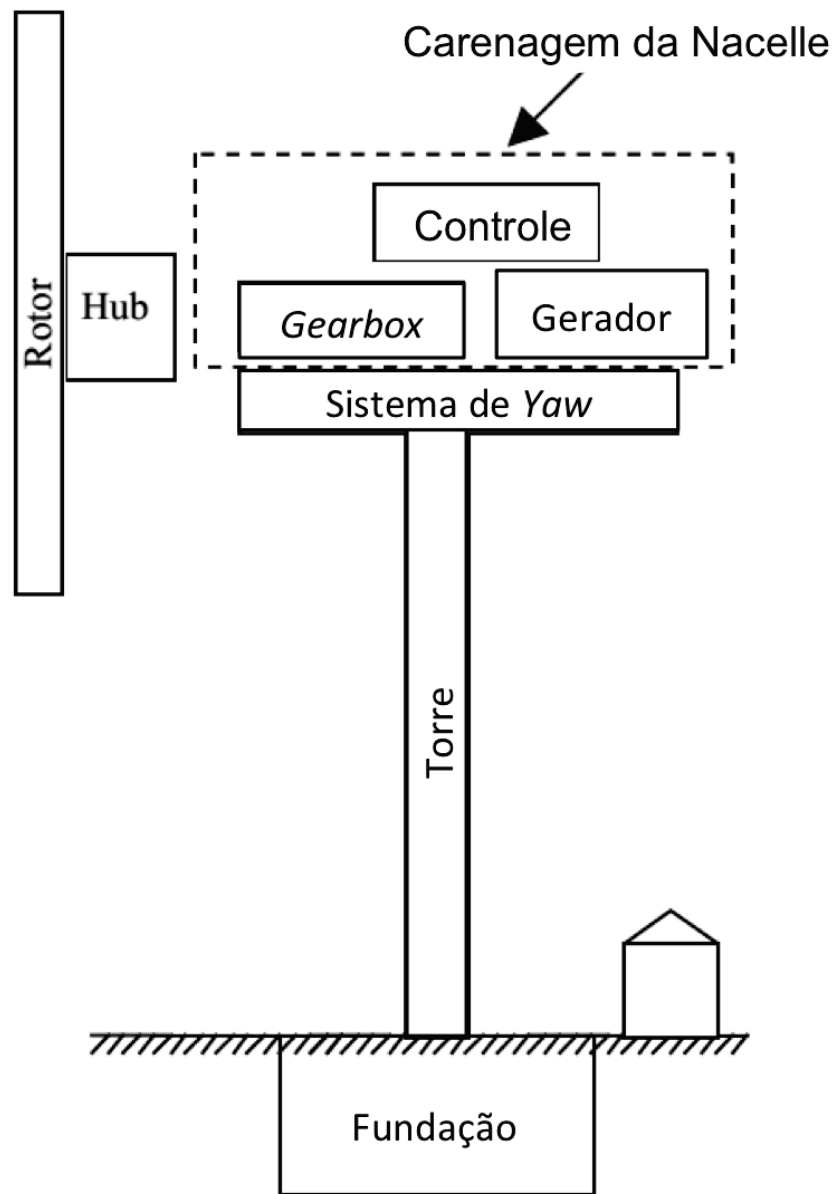 Carenagem da Nacelle
Controle
Rotor
Hub
Gearbox
Gerador
Sistema de Yaw
Torre
Fundação